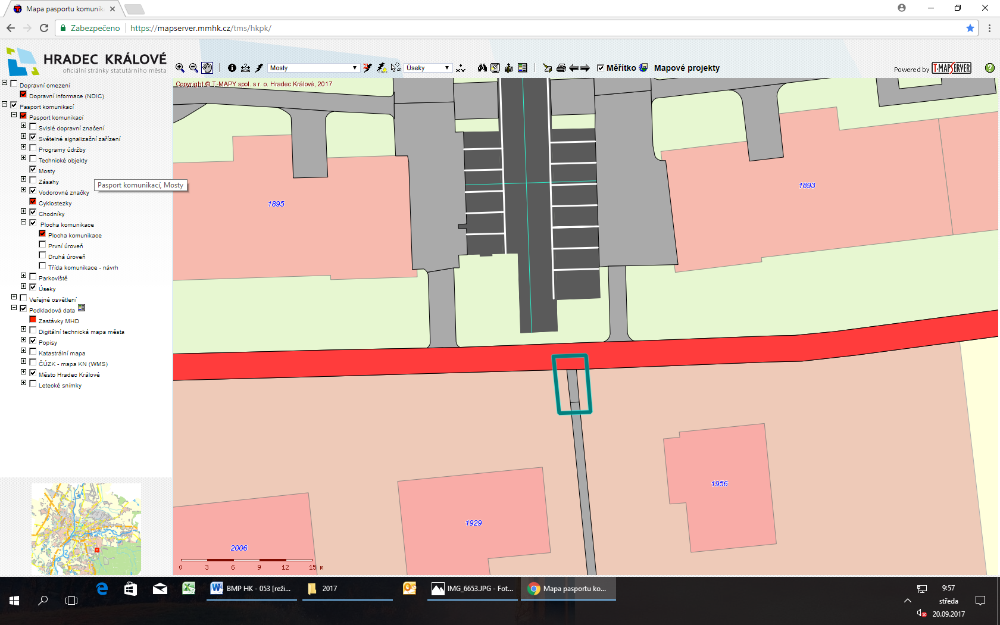 Mapa pasportu komunik
Zabezpečeno
https://mapserver.mmhk.cz/tms/hkpk/
HRADEC KRÁLOVÉ
oficiální stránky statutárního města
Mosty
Úseky
Měřítko
Mapové projekty
Powered by T-MAPSERVER
Copyright © T-MAPY spol. s r. o. Hradec Králové, 2017
Dopravní omezení
Dopravní informace (NDIC)
Pasport komunikací
Pasport komunikací
Svislé dopravní značení
Světelné signalizační zařízení
Programy údržby
Technické objekty
Mosty
Zásahy
Pasport komunikací, Mosty
Vodorovné značky
Cyklostezky
Chodníky
Plocha komunikace
Plocha komunikace
První úroveň
Druhá úroveň
Třída komunikace - návrh
Parkoviště
Úseky
Veřejné osvětlení
Podkladová data
Zastávky MHD
Digitální technická mapa města
Popisy
Katastrální mapa
ČÚZK - mapa KN (WMS)
Město Hradec Králové
Letecké snímky
1895
1893
1956
1929
2006
0 3 6 9 12 15 m
BMP HK - 053 [reži...
2017
IMG_6653.JPG - Fot...
Mapa pasportu ko...
9:57
středa
20.09.2017